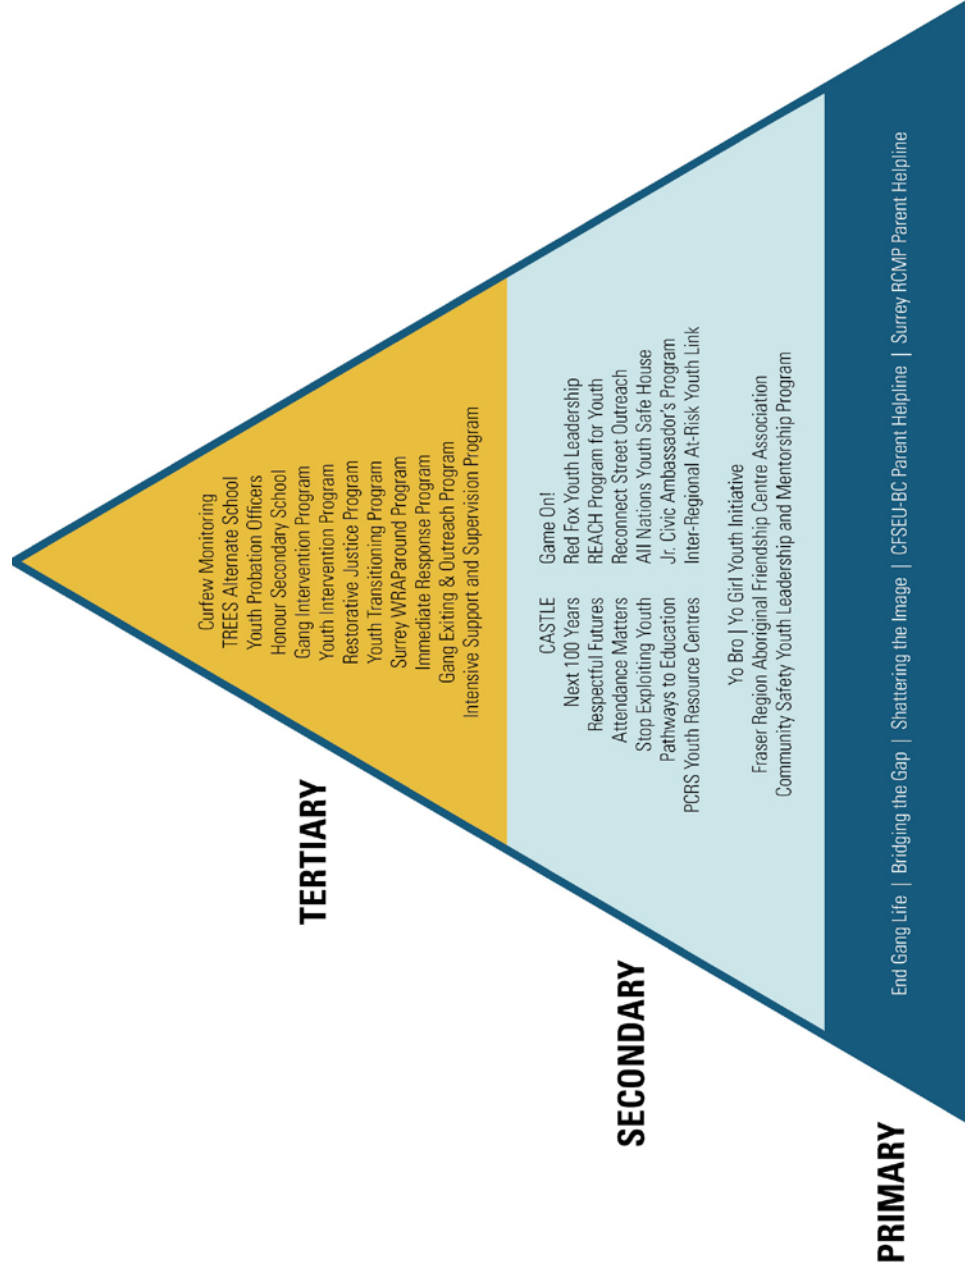 TERTIARY
Curfew Monitoring
TREES Alternate School
Youth Probation Officers
Honour Secondary School
Gang Intervention Program
Youth Intervention Program
Restorative Justice Program
Youth Transitioning Program
Surrey WRAParound Program
Immediate Response Program
Gang Exiting & Outreach Program
Intensive Support and Supervision Program
SECONDARY
CASTLE
Next 100 Years
Respectful Futures
Attendance Matters
Stop Exploiting Youth
Pathways to Education
PCRS Youth Resource Centres
Game On!
Red Fox Youth Leadership
REACH Program for Youth
Reconnect Street Outreach
All Nations Youth Safe House
Jr. Civic Ambassador's Program
Inter-Regional At-Risk Youth Link
Yo Bro | Yo Girl Youth Initiative
Fraser Region Aboriginal Friendship Centre Association
Community Safety Youth Leadership and Mentorship Program
PRIMARY
End Gang Life | Bridging the Gap | Shattering the Image | CFSEU-BC Parent Helpline | Surrey RCMP Parent Helpline